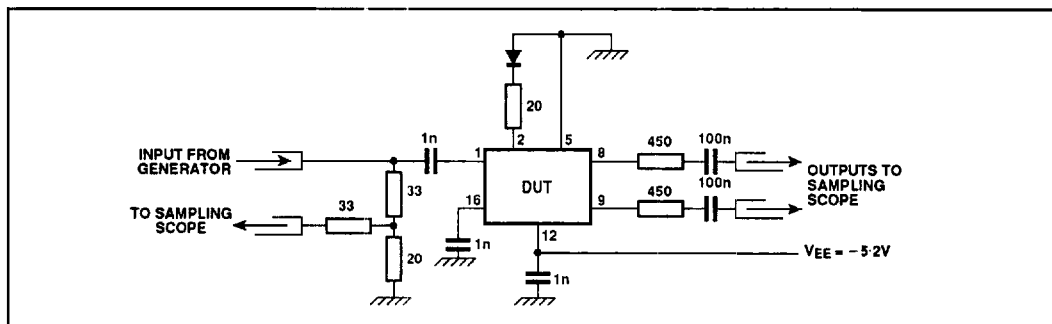 20
1n
2
5
100n
450
INPUT FROM
GENERATOR
1
8
OUTPUTS TO
SAMPLING
SCOPE
DUT
33
100n
450
33
16
9
TO SAMPLING
SCOPE
12
1n
20
VEE = −5·2V
1n